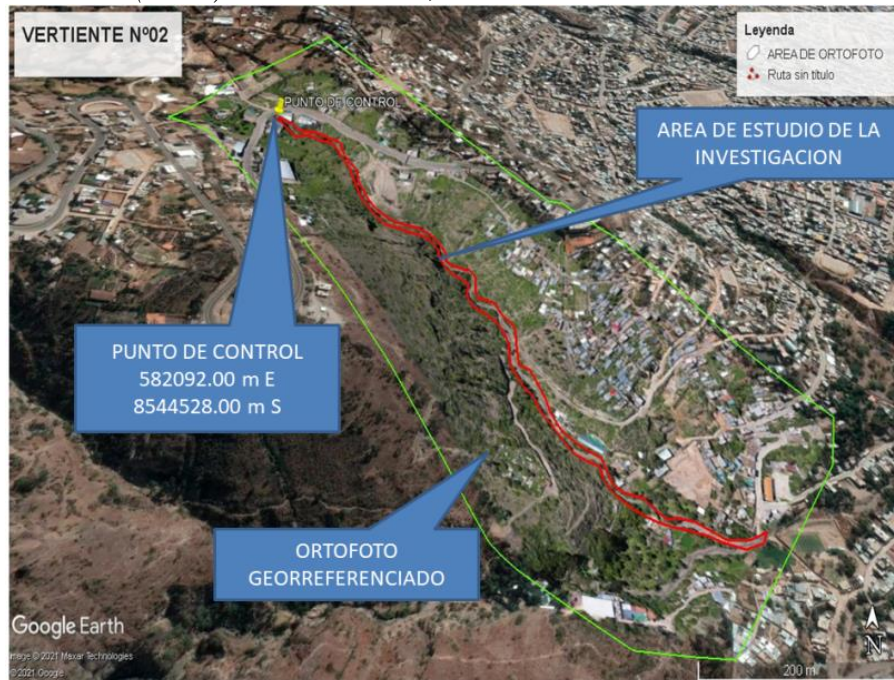 VERTIENTE Nº02
Leyenda
AREA DE ORTOFOTO
Ruta sin título
PUNTO DE CONTROL
AREA DE ESTUDIO DE LA
INVESTIGACION
PUNTO DE CONTROL
582092.00 m E
8544528.00 m S
ORTOFOTO
GEORREFERENCIADO
Google Earth
Image © 2021 Maxar Technologies
© 2021 Google
N
200 m